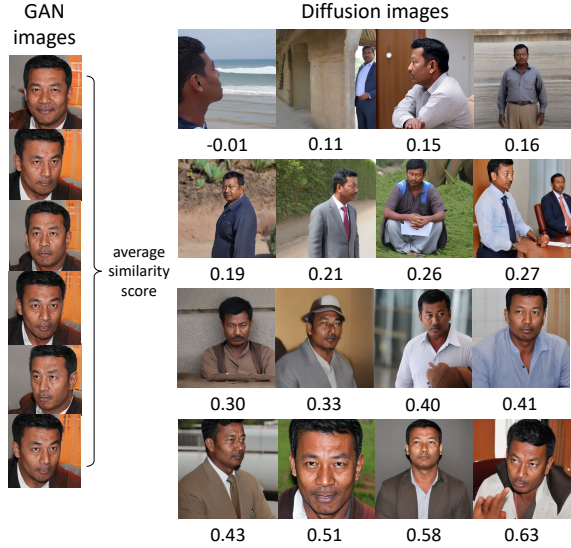 GAN
images
Diffusion images
average
similarity
score
-0.01 0.11 0.15 0.16
0.19 0.21 0.26 0.27
0.30 0.33 0.40 0.41
0.43 0.51 0.58 0.63